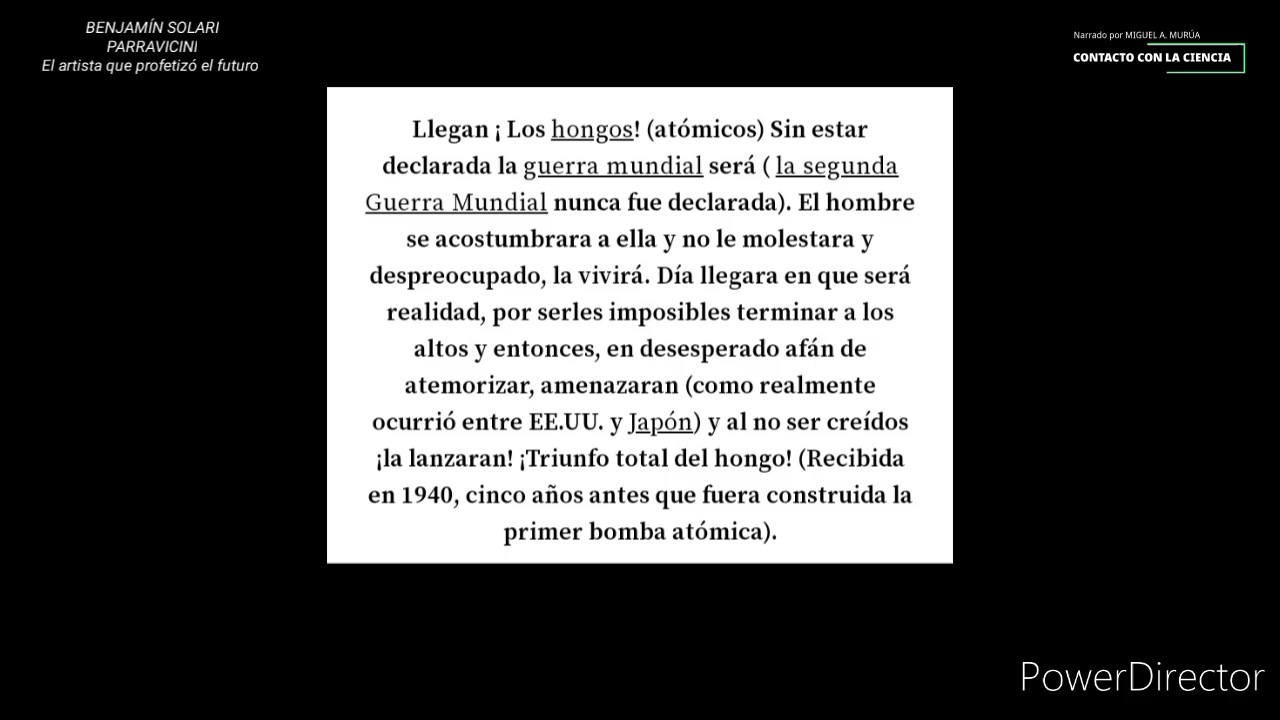 BENJAMÍN SOLARI
PARRAVICINI
El artista que profetizó el futuro
Narrado por MIGUEL A. MURÚA
CONTACTO CON LA CIENCIA
Llegan ¡ Los hongos! (atómicos) Sin estar
declarada la guerra mundial será ( la segunda
Guerra Mundial nunca fue declarada). El hombre
se acostumbrara a ella y no le molestara y
despreocupado, la vivirá. Día llegara en que será
realidad, por serles imposibles terminar a los
altos y entonces, en desesperado afán de
atemorizar, amenazaran (como realmente
ocurrió entre EE.UU. y Japón) y al no ser creídos
¡la lanzaran! ¡Triunfo total del hongo! (Recibida
en 1940, cinco años antes que fuera construida la
primer bomba atómica).
PowerDirector